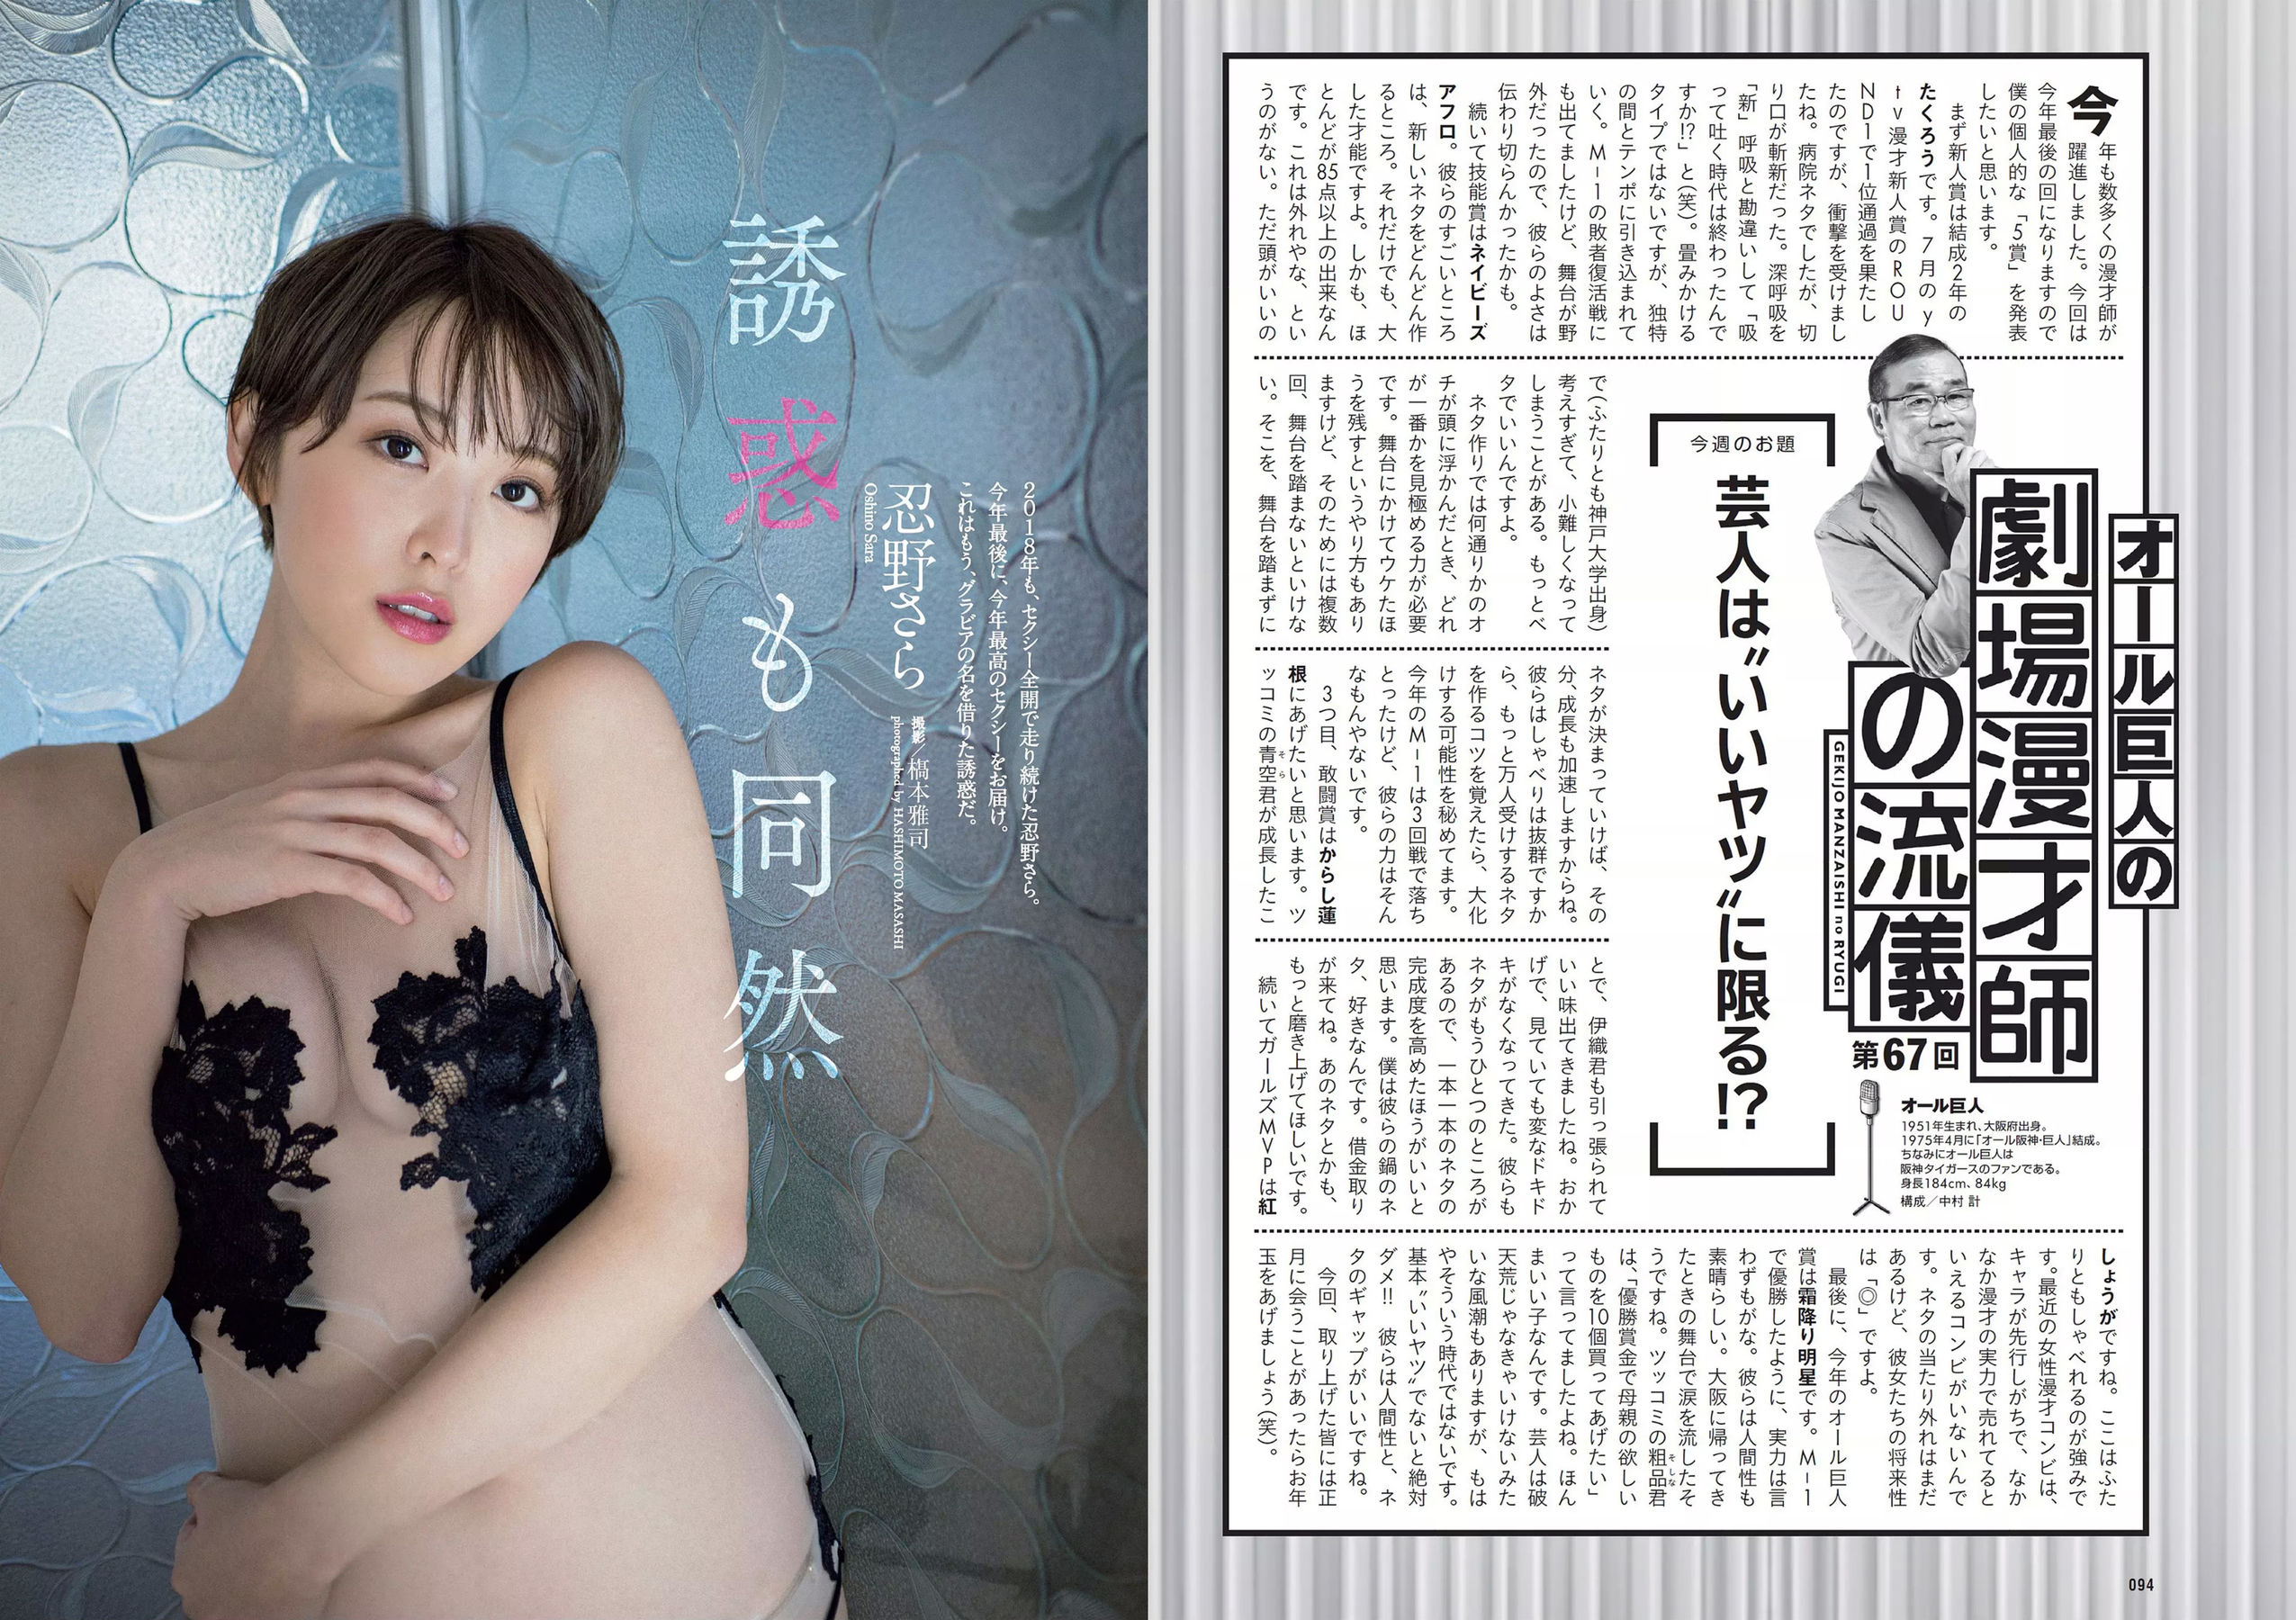 誘惑も同然
2018年も、セクシー全開で走り続けた忍野さら。
今年最後に、今年最高のセクシーをお届け。
これはもう、グラビアの名を借りた誘惑だ。
忍野さら
Oshino Sara
撮影／橋本雅司
photographed by HASHIMOTO MASASHI
オール巨人の
劇場漫才師
の流儀
GEKIJO MANZAISHI no RYUGI
第67回
今週のお題
芸人は〝いいヤツ〟に限る!?
オール巨人
1951年生まれ、大阪府出身。
1975年4月に「オール阪神・巨人」結成。
ちなみにオール巨人は
阪神タイガースのファンである。
身長184cm、84kg
構成／中村 計
今年も数多くの漫才師が
躍進しました。今回は
今年最後の回になりますので
僕の個人的な「5賞」を発表
したいと思います。
まず新人賞は結成2年の
たくろうです。7月のy
tv漫才新人賞のROU
ND1で1位通過を果たし
たのですが、衝撃を受けまし
たね。病院ネタでしたが、切
り口が斬新だった。深呼吸を
「新」呼吸と勘違いして「吸
って吐く時代は終わったんで
すか!?」と(笑)。畳みかける
タイプではないですが、独特
の間とテンポに引き込まれて
いく。M-1の敗者復活戦に
も出てましたけど、舞台が野
外だったので、彼らのよさは
伝わり切らんかったかも。
続いて技能賞はネイビーズ
アフロ。彼らのすごいところ
は、新しいネタをどんどん作
るところ。それだけでも、大
した才能ですよ。しかも、ほ
とんどが85点以上の出来なん
です。これは外れやな、とい
うのがない。ただ頭がいいの
で(ふたりとも神戸大学出身)
考えすぎて、小難しくなって
しまうことがある。もっとベ
タでいいんですよ。
ネタ作りでは何通りかのオ
チが頭に浮かんだとき、どれ
が一番かを見極める力が必要
です。舞台にかけてウケたほ
うを残すというやり方もあり
ますけど、そのためには複数
回、舞台を踏まないといけな
い。そこを、舞台を踏まずに
ネタが決まっていけば、その
分、成長も加速しますからね。
彼らはしゃべりは抜群ですか
ら、もっと万人受けするネタ
を作るコツを覚えたら、大化
けする可能性を秘めてます。
今年のM-1は3回戦で落ち
とったけど、彼らの力はそん
なもんやないです。
3つ目、敢闘賞はからし蓮
根にあげたいと思います。ツ
ッコミの青空君が成長したこ
そら
とで、伊織君も引っ張られて
いい味出てきましたね。おか
げで、見ていても変なドキド
キがなくなってきた。彼らも
ネタがもうひとつのところが
あるので、一本一本のネタの
完成度を高めたほうがいいと
思います。僕は彼らの鍋のネ
タ、好きなんです。借金取り
が来てね。あのネタとかも、
もっと磨き上げてほしいです。
続いてガールズMVPは紅
しょうがですね。ここはふた
りともしゃべれるのが強みで
す。最近の女性漫才コンビは、
キャラが先行しがちで、なか
なか漫才の実力で売れてると
いえるコンビがいないんで
す。ネタの当たり外れはまだ
あるけど、彼女たちの将来性
は「◎」ですよ。
最後に、今年のオール巨人
賞は霜降り明星です。M-1
で優勝したように、実力は言
わずもがな。彼らは人間性も
素晴らしい。大阪に帰ってき
たときの舞台で涙を流したそ
うですね。ツッコミの粗品君
そしな
は、「優勝賞金で母親の欲しい
ものを10個買ってあげたい」
って言ってましたよね。ほん
まいい子なんです。芸人は破
天荒じゃなきゃいけないみた
いな風潮もありますが、もは
やそういう時代ではないです。
基本〝いいヤツ〟でないと絶対
ダメ!! 彼らは人間性と、ネ
タのギャップがいいですね。
今回、取り上げた皆には正
月に会うことがあったらお年
玉をあげましょう(笑)。
094